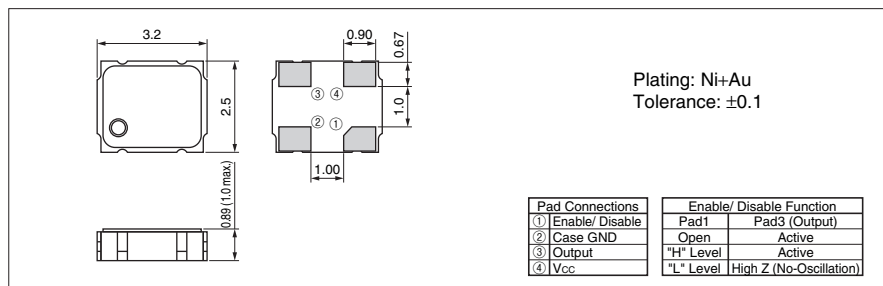 3.2
0.90
0.67
2.5
1.0
③ ④
② ①
1.00
0.89 (1.0 max.)
Plating: Ni+Au
Tolerance: ±0.1
Pad Connections
① Enable/ Disable
② Case GND
③ Output
④ Vcc
Enable/ Disable Function
Pad1 Pad3 (Output)
Open Active
"H" Level Active
"L" Level High Z (No-Oscillation)